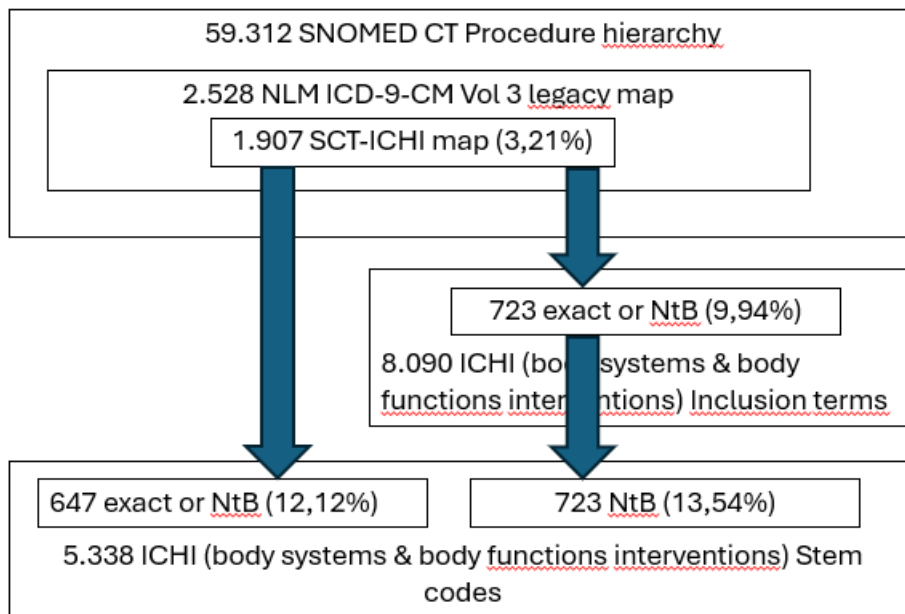 59.312 SNOMED CT Procedure hierarchy
2.528 NLM ICD-9-CM Vol 3 legacy map
1.907 SCT-ICHI map (3,21%)
723 exact or NtB (9,94%)
8.090 ICHI (body systems & body
functions interventions) Inclusion terms
647 exact or NtB (12,12%)
723 NtB (13,54%)
5.338 ICHI (body systems & body functions interventions) Stem
codes